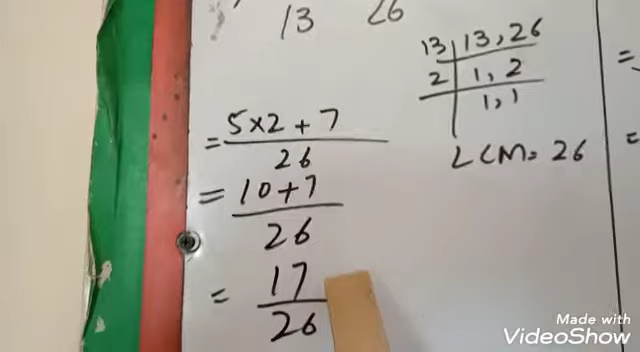 13 26
13 | 13, 26
2 | 1, 2
1, 1
LCM = 26
= 5×2 + 7
26
= 10+7
26
= 17
26
=
=
Made with
VideoShow